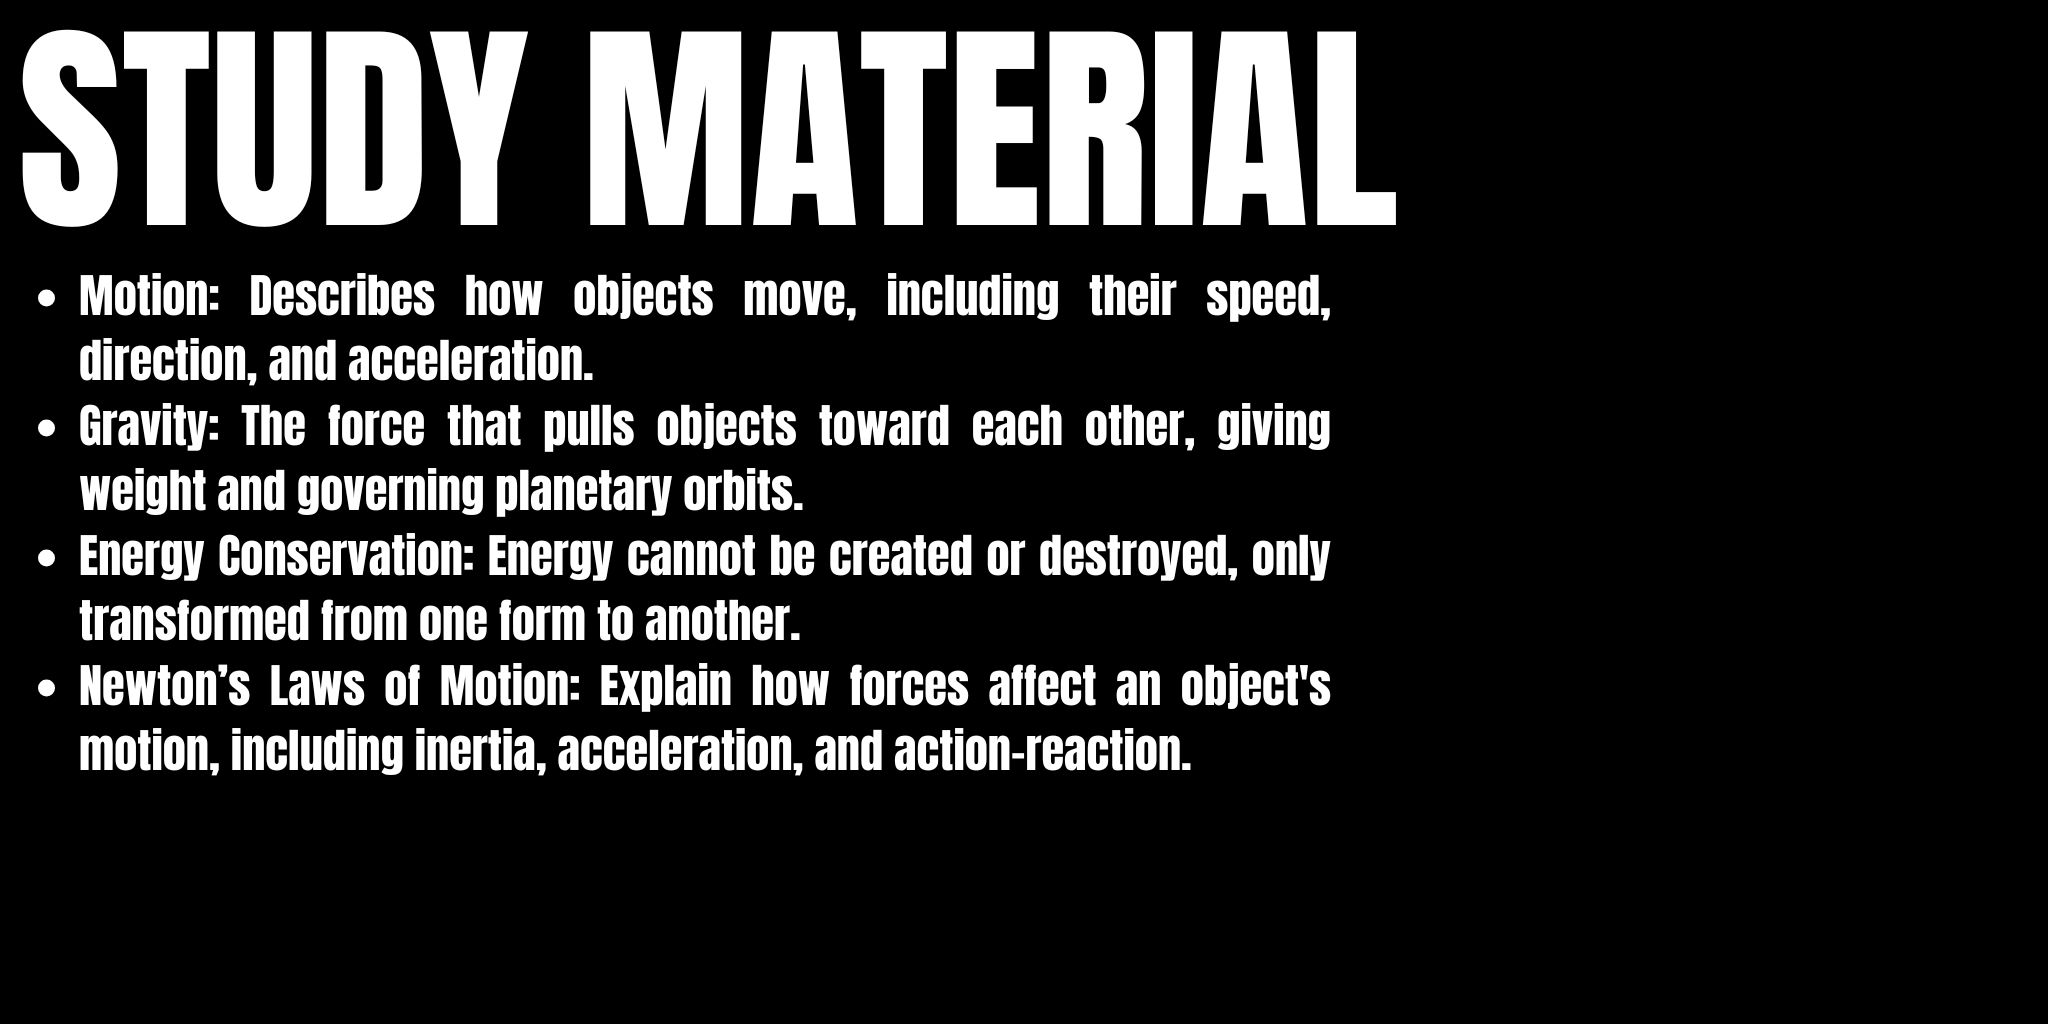 STUDY MATERIAL
• Motion: Describes how objects move, including their speed,
direction, and acceleration.
• Gravity: The force that pulls objects toward each other, giving
weight and governing planetary orbits.
• Energy Conservation: Energy cannot be created or destroyed, only
transformed from one form to another.
• Newton’s Laws of Motion: Explain how forces affect an object's
motion, including inertia, acceleration, and action-reaction.